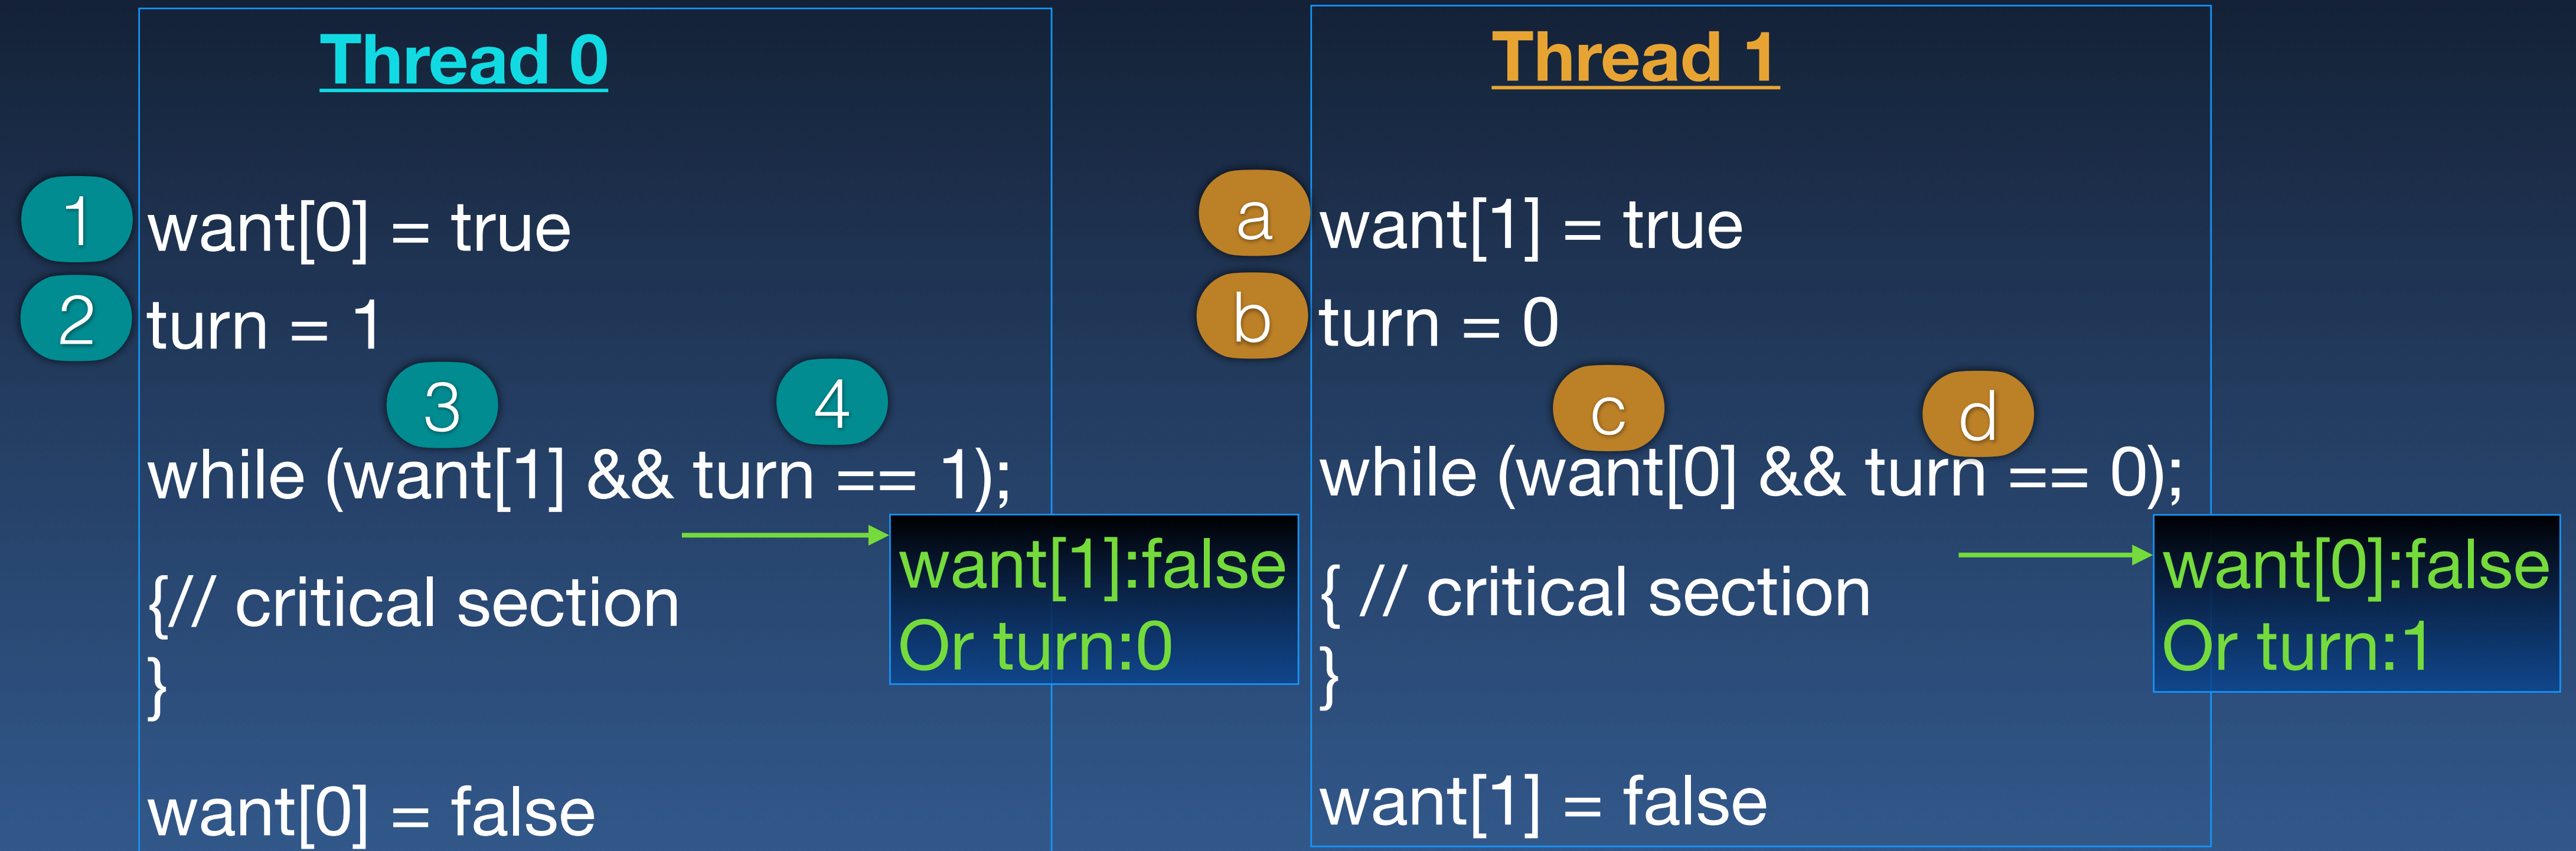 Thread 0
1
want[0] = true
2
turn = 1
3
4
while (want[1] && turn == 1);
want[1]:false
Or turn:0
{// critical section
}
want[0] = false
Thread 1
a
want[1] = true
b
turn = 0
c
d
while (want[0] && turn == 0);
want[0]:false
Or turn:1
{ // critical section
}
want[1] = false